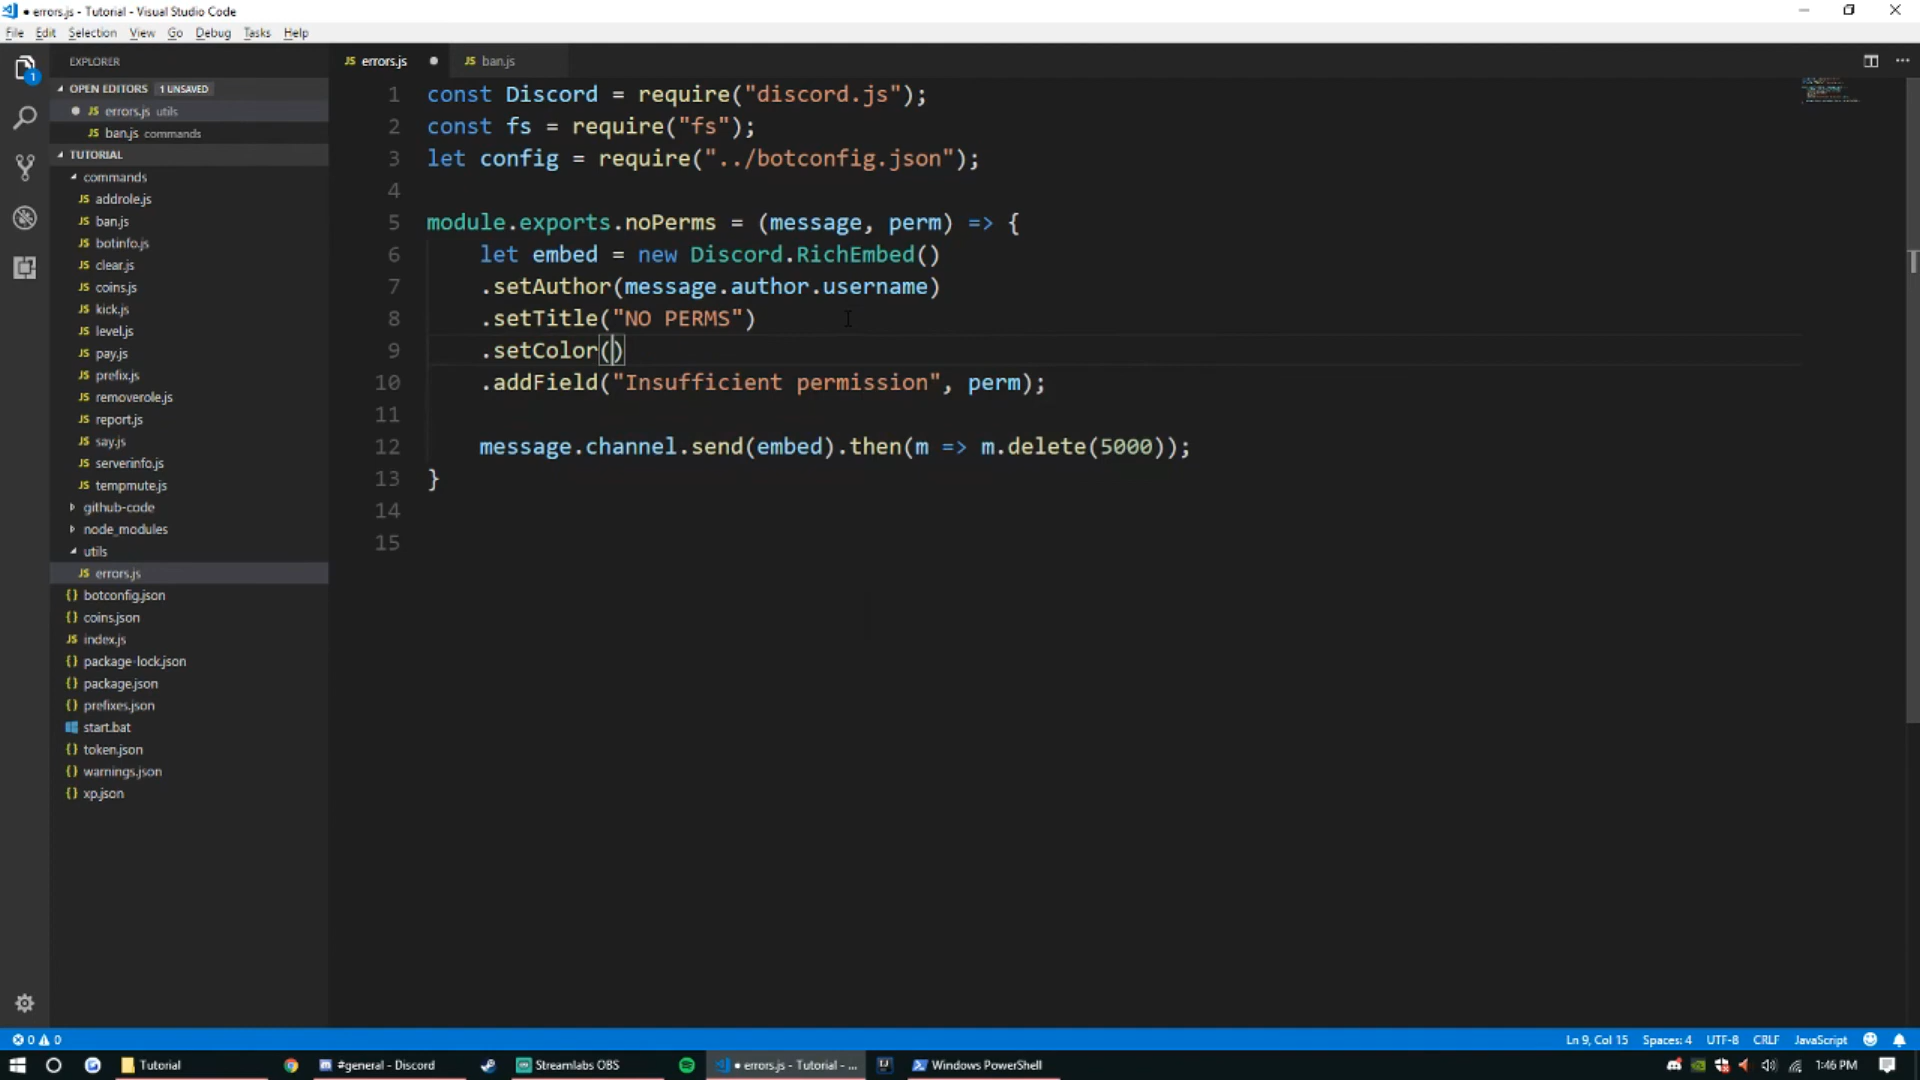 ● errors.js - Tutorial - Visual Studio Code
File Edit Selection View Go Debug Tasks Help
EXPLORER
OPEN EDITORS 1 UNSAVED
● JS errors.js utils
JS ban.js commands
TUTORIAL
commands
JS addrole.js
JS ban.js
JS botinfo.js
JS clear.js
JS coins.js
JS kick.js
JS level.js
JS pay.js
JS prefix.js
JS removerole.js
JS report.js
JS say.js
JS serverinfo.js
JS tempmute.js
github-code
node_modules
utils
JS errors.js
{} botconfig.json
{} coins.json
JS index.js
{} package-lock.json
{} package.json
{} prefixes.json
start.bat
{} token.json
{} warnings.json
{} xp.json
1
JS errors.js ● JS ban.js
1 const Discord = require("discord.js");
2 const fs = require("fs");
3 let config = require("../botconfig.json");
4
5 module.exports.noPerms = (message, perm) => {
6 let embed = new Discord.RichEmbed()
7 .setAuthor(message.author.username)
8 .setTitle("NO PERMS")
9 .setColor()
10 .addField("Insufficient permission", perm);
11
12 message.channel.send(embed).then(m => m.delete(5000));
13 }
14
15
0 0 Ln 9, Col 15 Spaces: 4 UTF-8 CRLF JavaScript
Tutorial #general - Discord Streamlabs OBS ● errors.js - Tutorial - ... Windows PowerShell 1:46 PM